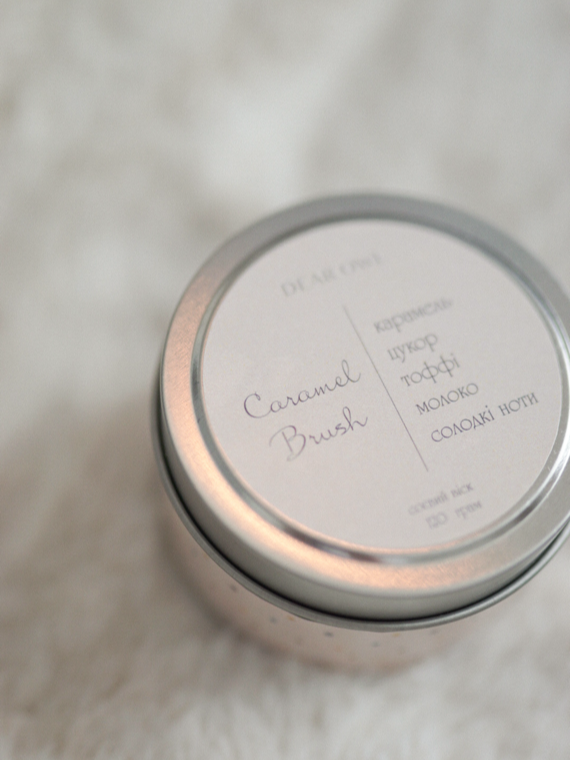 DEAR Owl
Caramel
Brush
карамель
цукор
тоффі
молоко
солодкі ноти
соєвий віск
120 грам